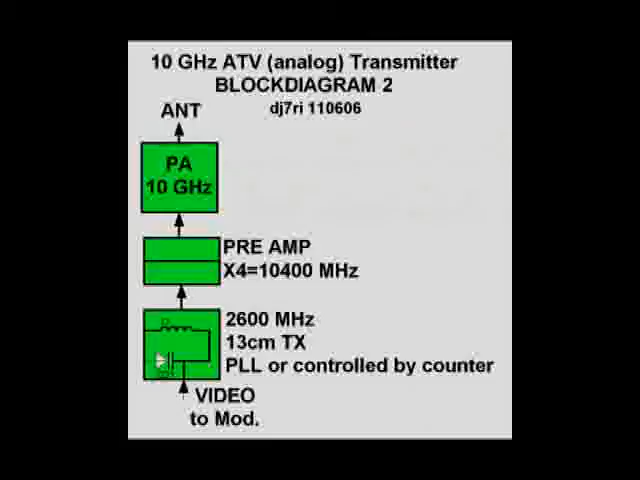 10 GHz ATV (analog) Transmitter
BLOCKDIAGRAM 2
dj7ri 110606
ANT
PA
10 GHz
PRE AMP
X4=10400 MHz
2600 MHz
13cm TX
PLL or controlled by counter
VIDEO
to Mod.